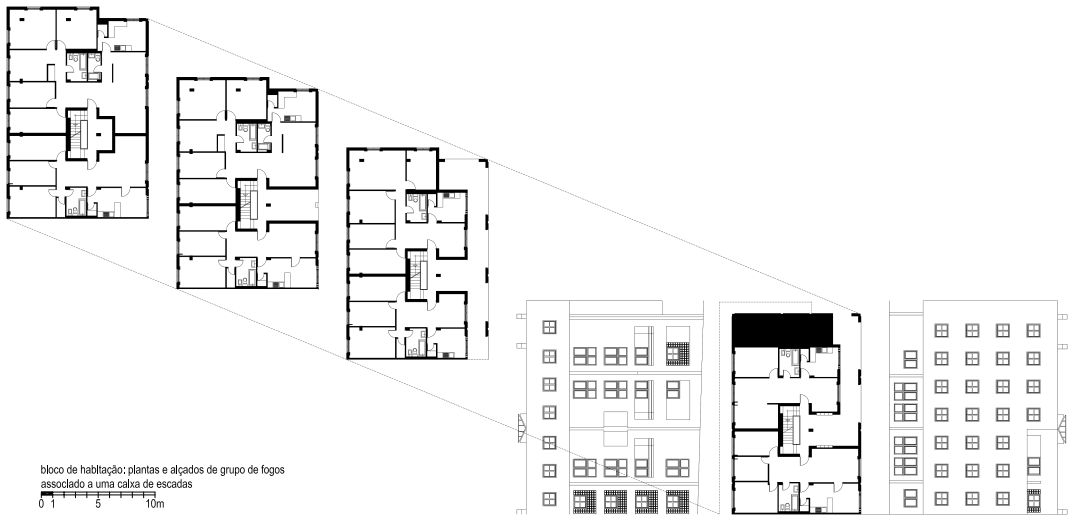 bloco de habItação: plantas e alçados de grupo de fogos
assocIado a uma caIxa de escadas
0 1 5 10m